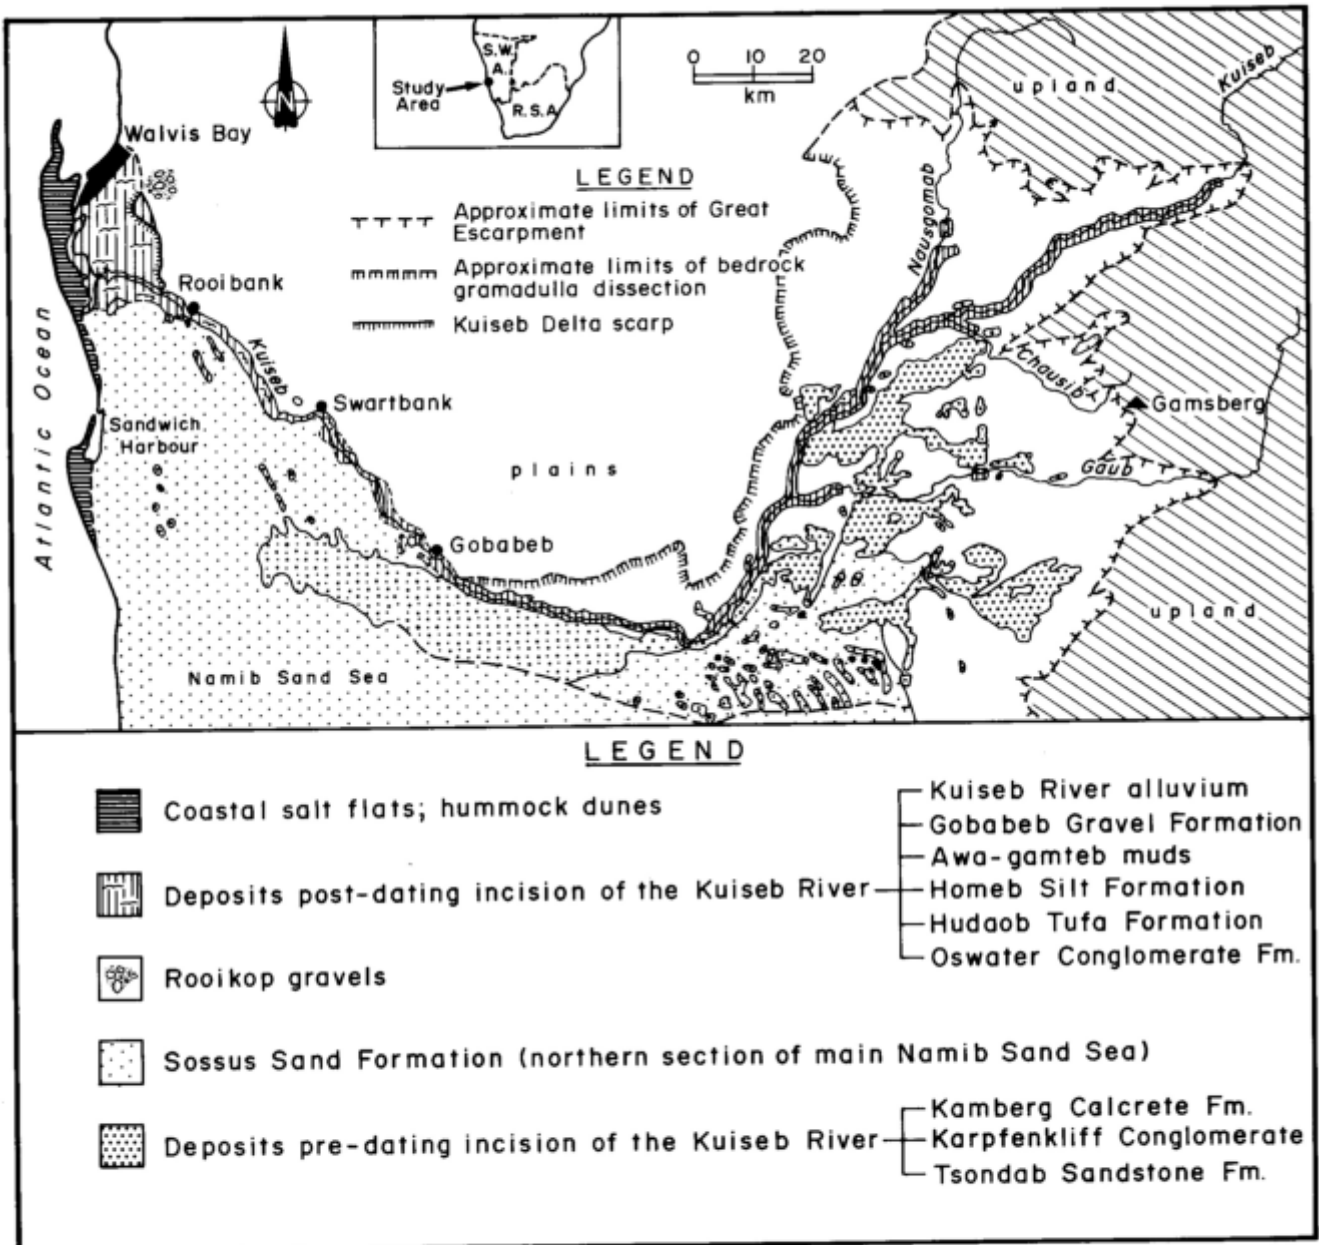 S.W.
A.
Study
Area
R.S.A
0 10 20
km
N
upland
Kuiseb
Walvis Bay
LEGEND
Approximate limits of Great
Escarpment
Approximate limits of bedrock
gramadulla dissection
Kuiseb Delta scarp
Nausgomab
Rooibank
Kuiseb
Atlantic Ocean
Chausib
Swartbank
Gamsberg
Sandwich
Harbour
plains
Gaub
Gobabeb
upland
Namib Sand Sea
LEGEND
Coastal salt flats; hummock dunes
Deposits post-dating incision of the Kuiseb River
Kuiseb River alluvium
Gobabeb Gravel Formation
Awa-gamteb muds
Homeb Silt Formation
Hudaob Tufa Formation
Oswater Conglomerate Fm.
Rooikop gravels
Sossus Sand Formation (northern section of main Namib Sand Sea)
Deposits pre-dating incision of the Kuiseb River
Kamberg Calcrete Fm.
Karpfenkliff Conglomerate
Tsondab Sandstone Fm.